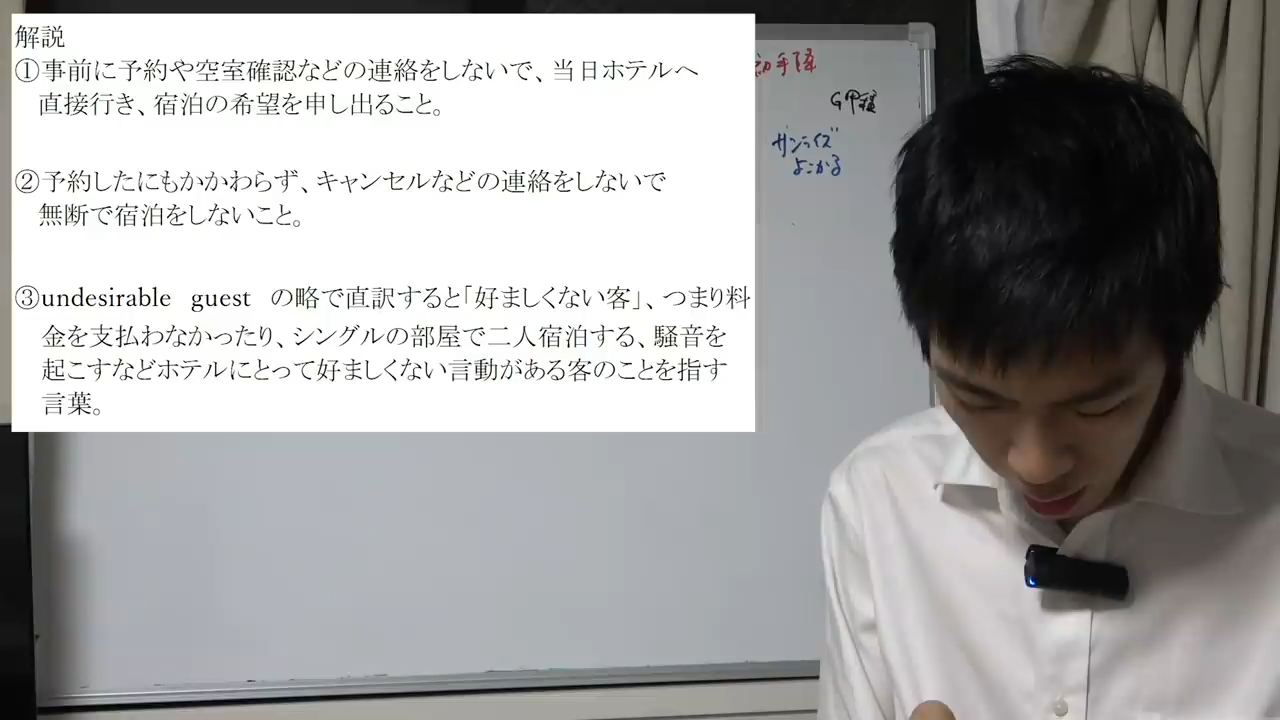 解説
①事前に予約や空室確認などの連絡をしないで、当日ホテルへ
直接行き、宿泊の希望を申し出ること。
②予約したにもかかわらず、キャンセルなどの連絡をしないで
無断で宿泊をしないこと。
③undesirable guest の略で直訳すると「好ましくない客」、つまり料
金を支払わなかったり、シングルの部屋で二人宿泊する、騒音を
起こすなどホテルにとって好ましくない言動がある客のことを指す
言葉。
サンライズ